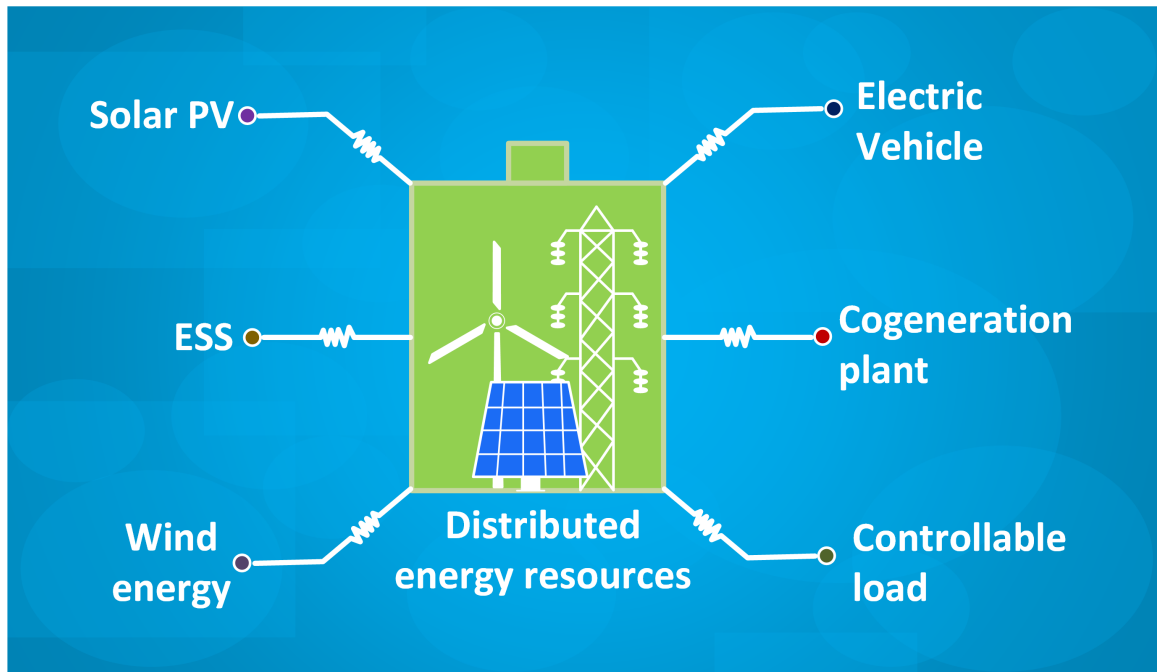 Solar PV
Electric
Vehicle
ESS
Cogeneration
plant
Wind
energy
Distributed
energy resources
Controllable
load